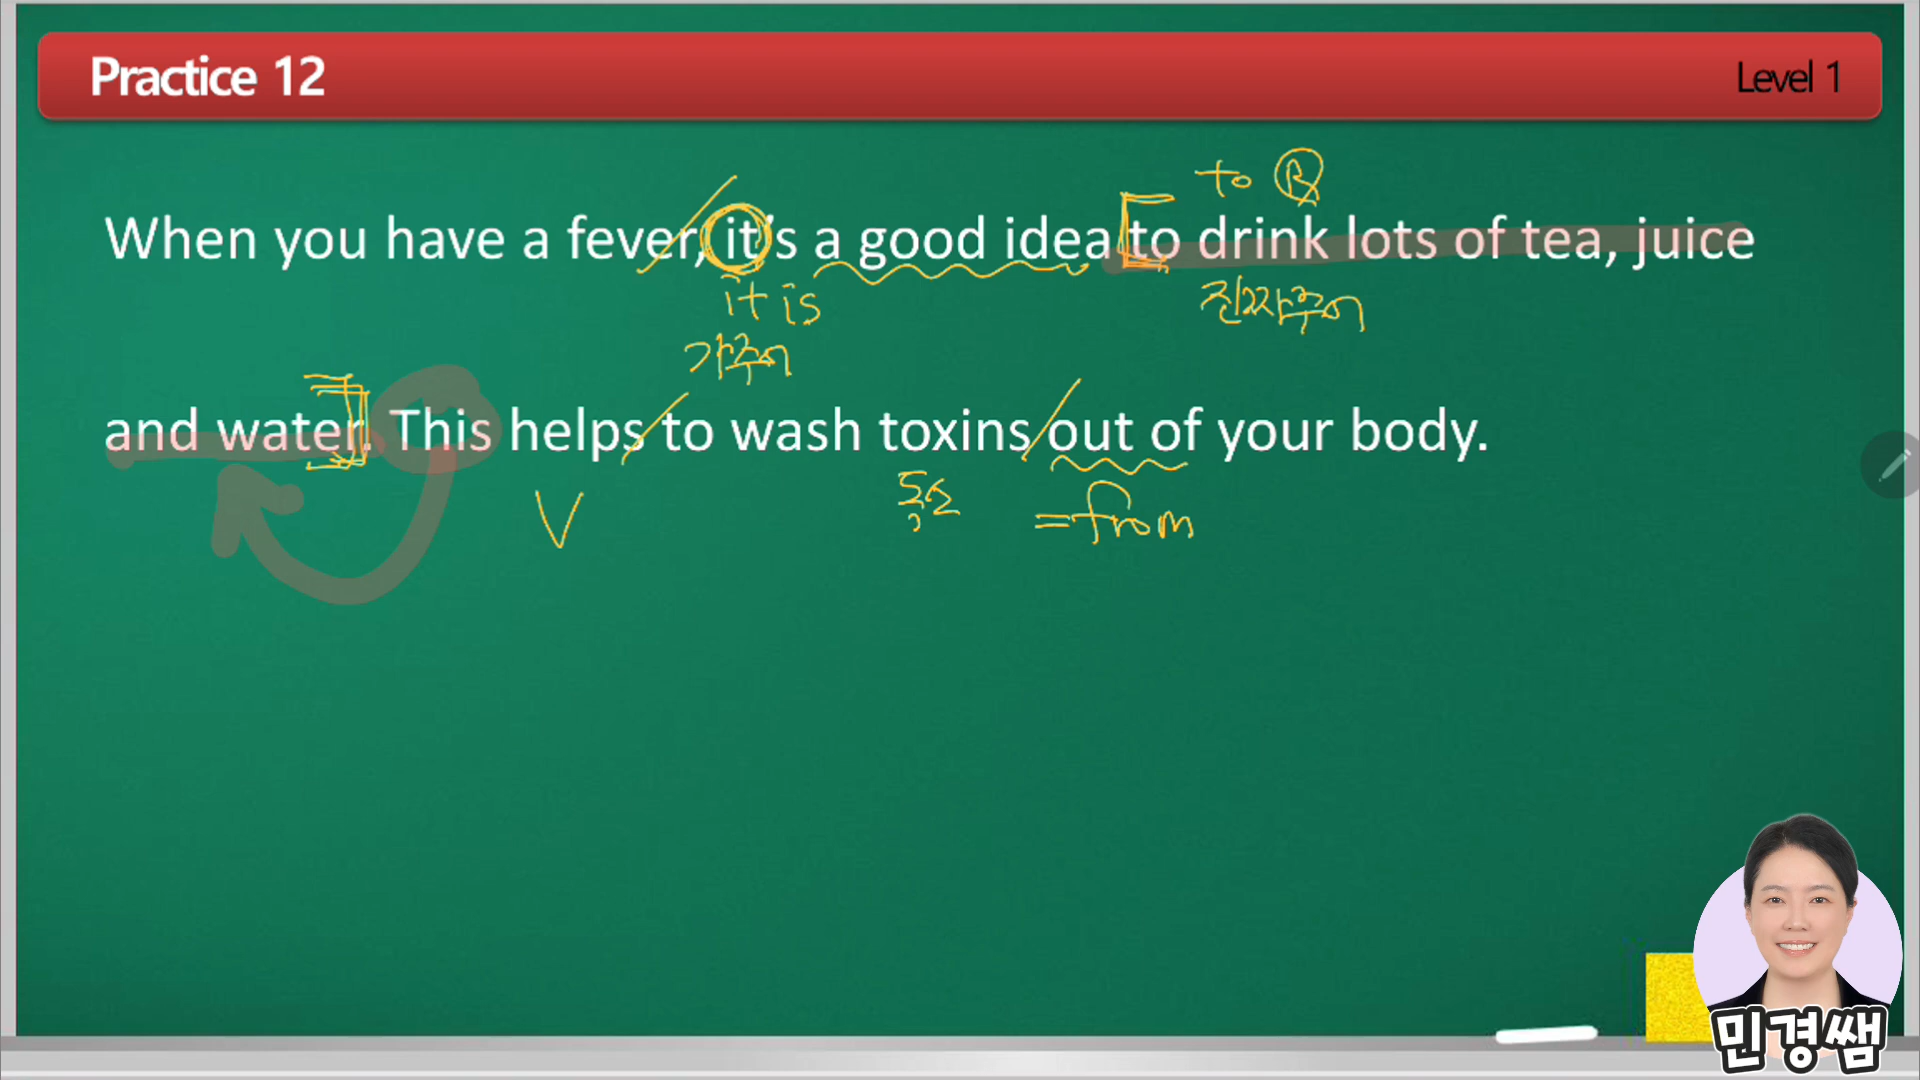 Practice 12
Level 1
to Ⓡ
When you have a fever, it's a good idea to drink lots of tea, juice
it is
진짜주어
가주어
and water. This helps to wash toxins out of your body.
V
독소
=from
민경쌤